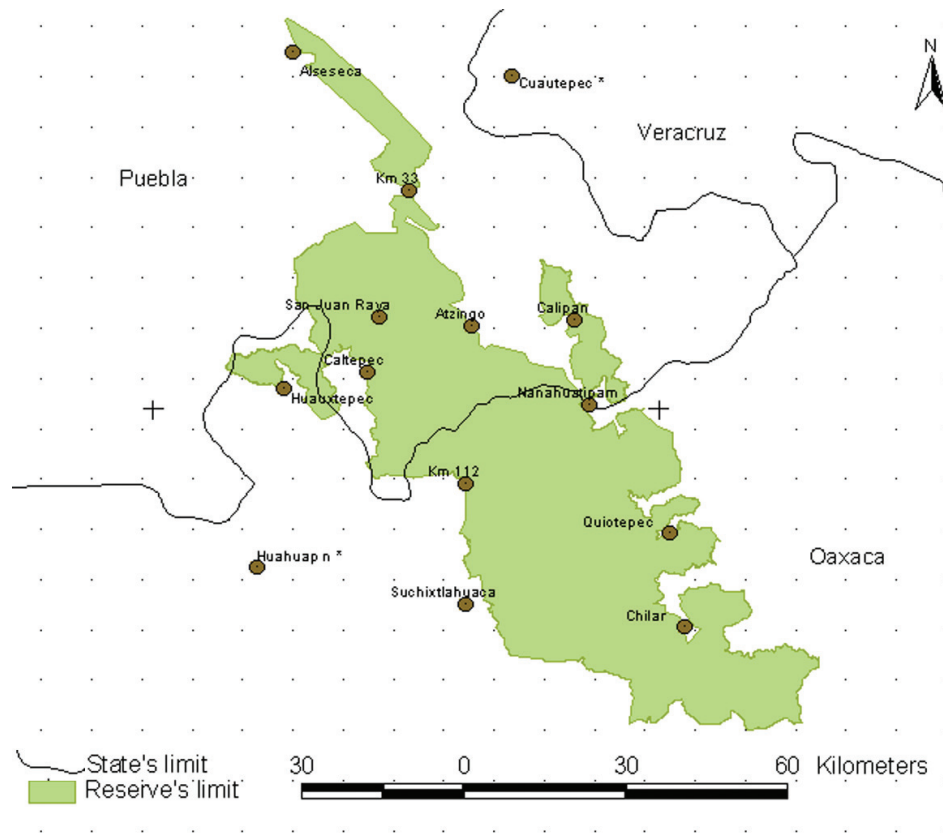 N
Alseseca
Cuautepec *
Veracruz
Puebla
Km 33
San Juan Raya
Atzingo
Calipan
Caltepec
Huauxtepec
Nanahuatipam
Km 112
Quiotepec
Huahuap n *
Oaxaca
Suchixtlahuaca
Chilar
State's limit
30 0 30 60 Kilometers
Reserve's limit